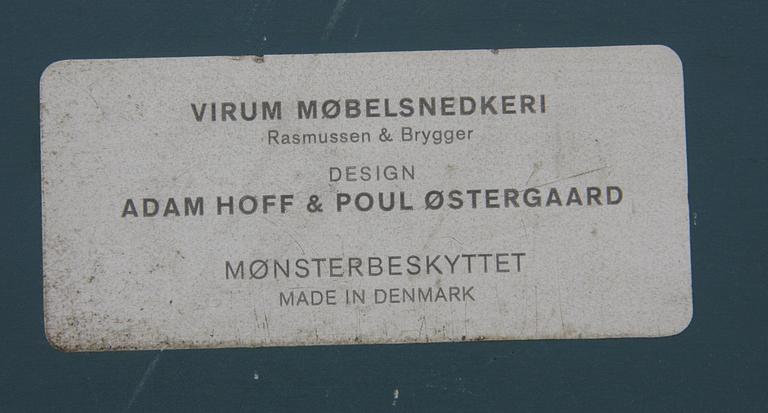 VIRUM MØBELSNEDKERI
Rasmussen & Brygger
DESIGN
ADAM HOFF & POUL ØSTERGAARD
MØNSTERBESKYTTET
MADE IN DENMARK